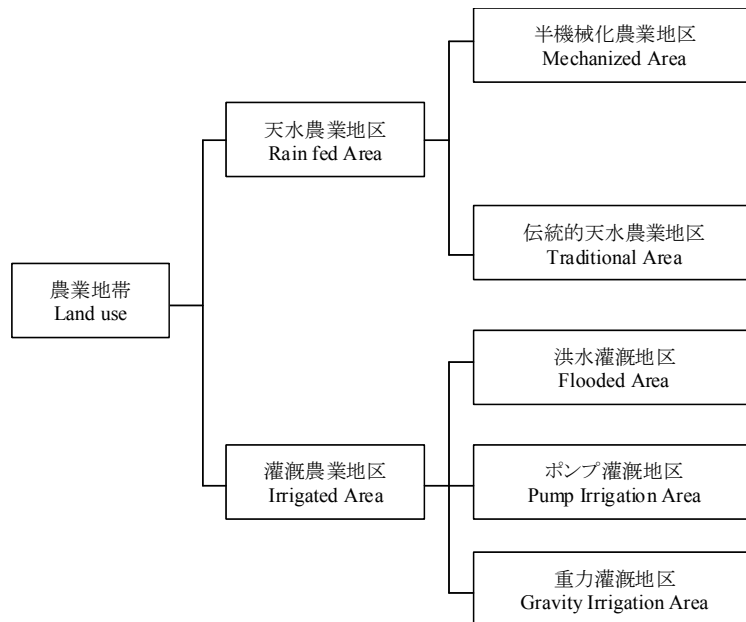 半機械化農業地区
Mechanized Area
天水農業地区
Rain fed Area
伝統的天水農業地区
Traditional Area
農業地帯
Land use
洪水灌漑地区
Flooded Area
灌漑農業地区
Irrigated Area
ポンプ灌漑地区
Pump Irrigation Area
重力灌漑地区
Gravity Irrigation Area